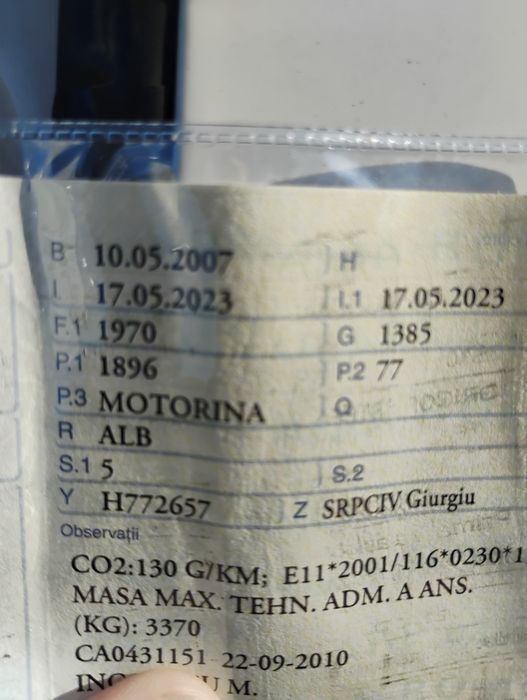 B 10.05.2007 H
I 17.05.2023 I.1 17.05.2023
F.1 1970 G 1385
P.1 1896 P.2 77
P.3 MOTORINA Q
R ALB
S.1 5 S.2
Y H772657 Z SRPCIV Giurgiu
Observații
CO2:130 G/KM; E11*2001/116*0230*1
MASA MAX. TEHN. ADM. A ANS.
(KG): 3370
CA0431151 22-09-2010
M.